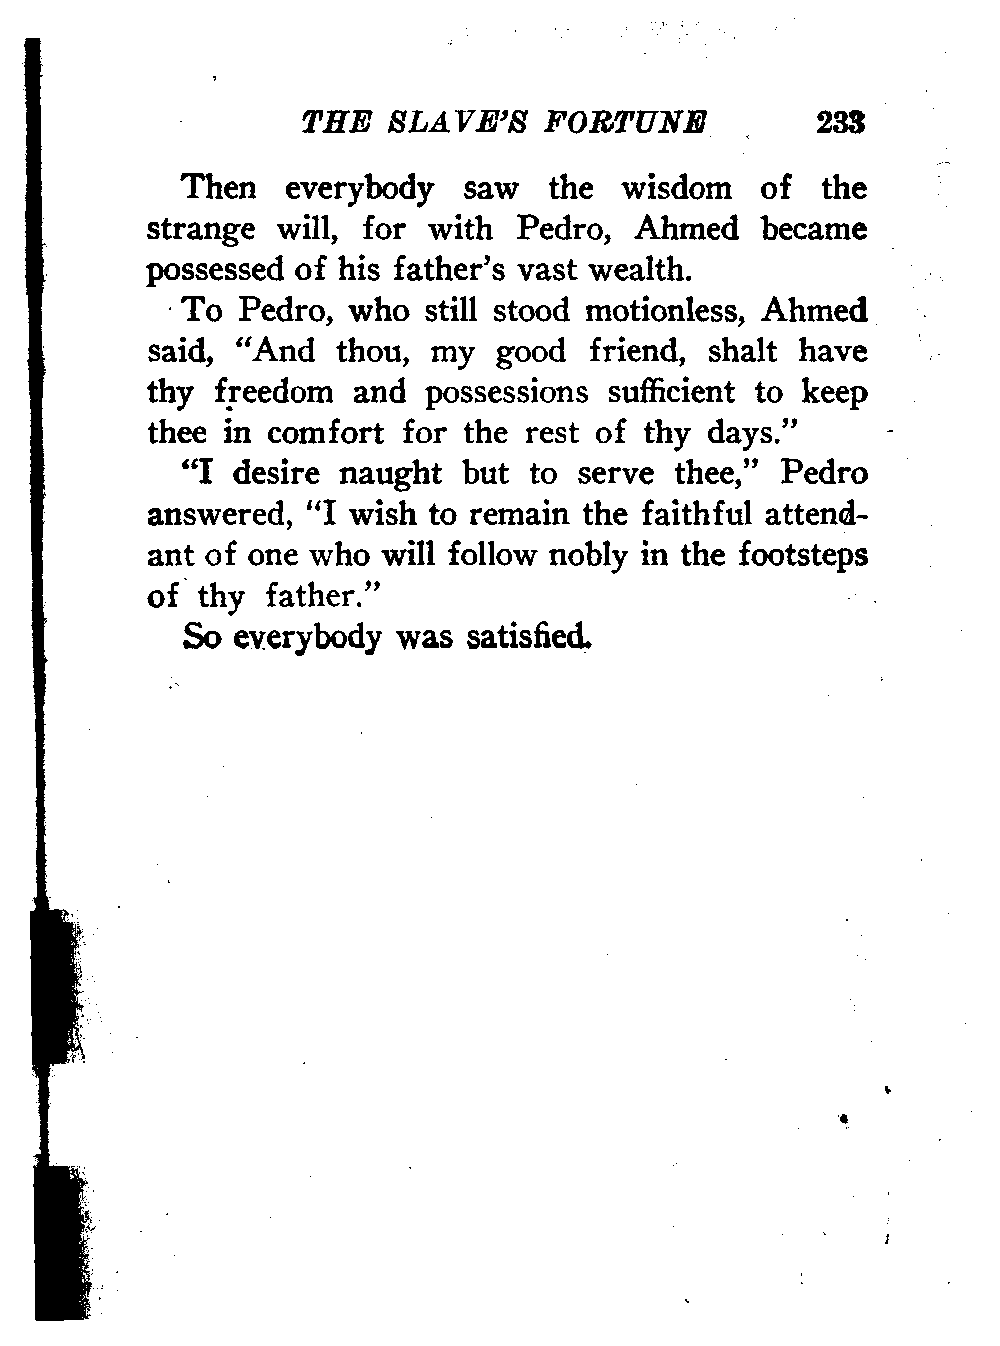 THE SLAVE'S FORTUNE 233
Then everybody saw the wisdom of the
strange will, for with Pedro, Ahmed became
possessed of his father's vast wealth.
To Pedro, who still stood motionless, Ahmed
said, "And thou, my good friend, shalt have
thy freedom and possessions sufficient to keep
thee in comfort for the rest of thy days."
"I desire naught but to serve thee," Pedro
answered, "I wish to remain the faithful attend-
ant of one who will follow nobly in the footsteps
of thy father."
So everybody was satisfied.